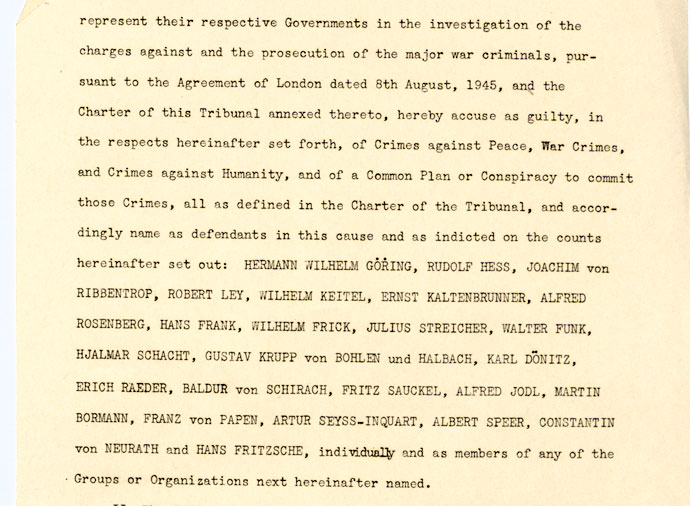 represent their respective Governments in the investigation of the
charges against and the prosecution of the major war criminals, pur-
suant to the Agreement of London dated 8th August, 1945, and the
Charter of this Tribunal annexed thereto, hereby accuse as guilty, in
the respects hereinafter set forth, of Crimes against Peace, War Crimes,
and Crimes against Humanity, and of a Common Plan or Conspiracy to commit
those Crimes, all as defined in the Charter of the Tribunal, and accor-
dingly name as defendants in this cause and as indicted on the counts
hereinafter set out: HERMANN WILHELM GÖRING, RUDOLF HESS, JOACHIM von
RIBBENTROP, ROBERT LEY, WILHELM KEITEL, ERNST KALTENBRUNNER, ALFRED
ROSENBERG, HANS FRANK, WILHELM FRICK, JULIUS STREICHER, WALTER FUNK,
HJALMAR SCHACHT, GUSTAV KRUPP von BOHLEN und HALBACH, KARL DÖNITZ,
ERICH RAEDER, BALDUR von SCHIRACH, FRITZ SAUCKEL, ALFRED JODL, MARTIN
BORMANN, FRANZ von PAPEN, ARTUR SEYSS-INQUART, ALBERT SPEER, CONSTANTIN
von NEURATH and HANS FRITZSCHE, individually and as members of any of the
Groups or Organizations next hereinafter named.